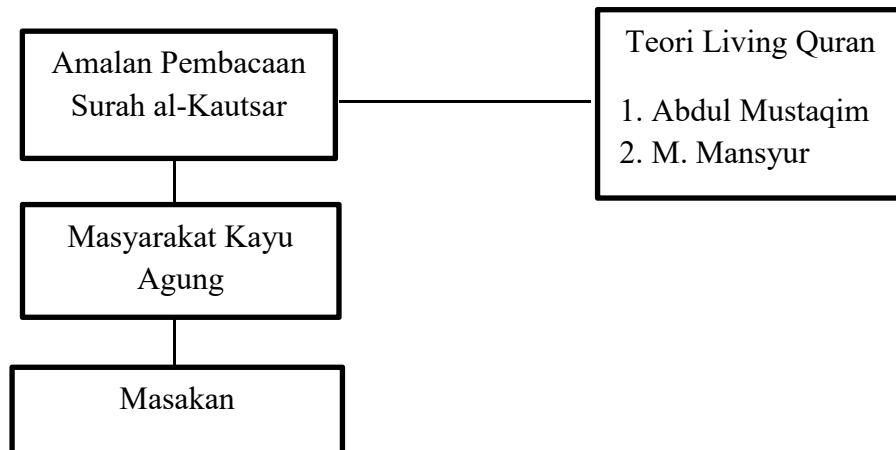 Amalan Pembacaan
Surah al-Kautsar
Teori Living Quran
1. Abdul Mustaqim
2. M. Mansyur
Masyarakat Kayu
Agung
Masakan